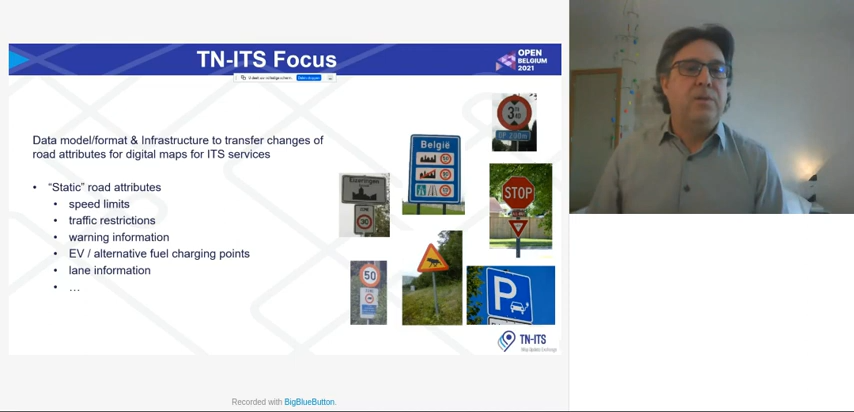 TN-ITS Focus
OPEN
BELGIUM
2021
Data model/format & Infrastructure to transfer changes of
road attributes for digital maps for ITS services
• “Static” road attributes
• speed limits
• traffic restrictions
• warning information
• EV / alternative fuel charging points
• lane information
• …
België
STOP
50
30
P
TN-ITS
Recorded with BigBlueButton.